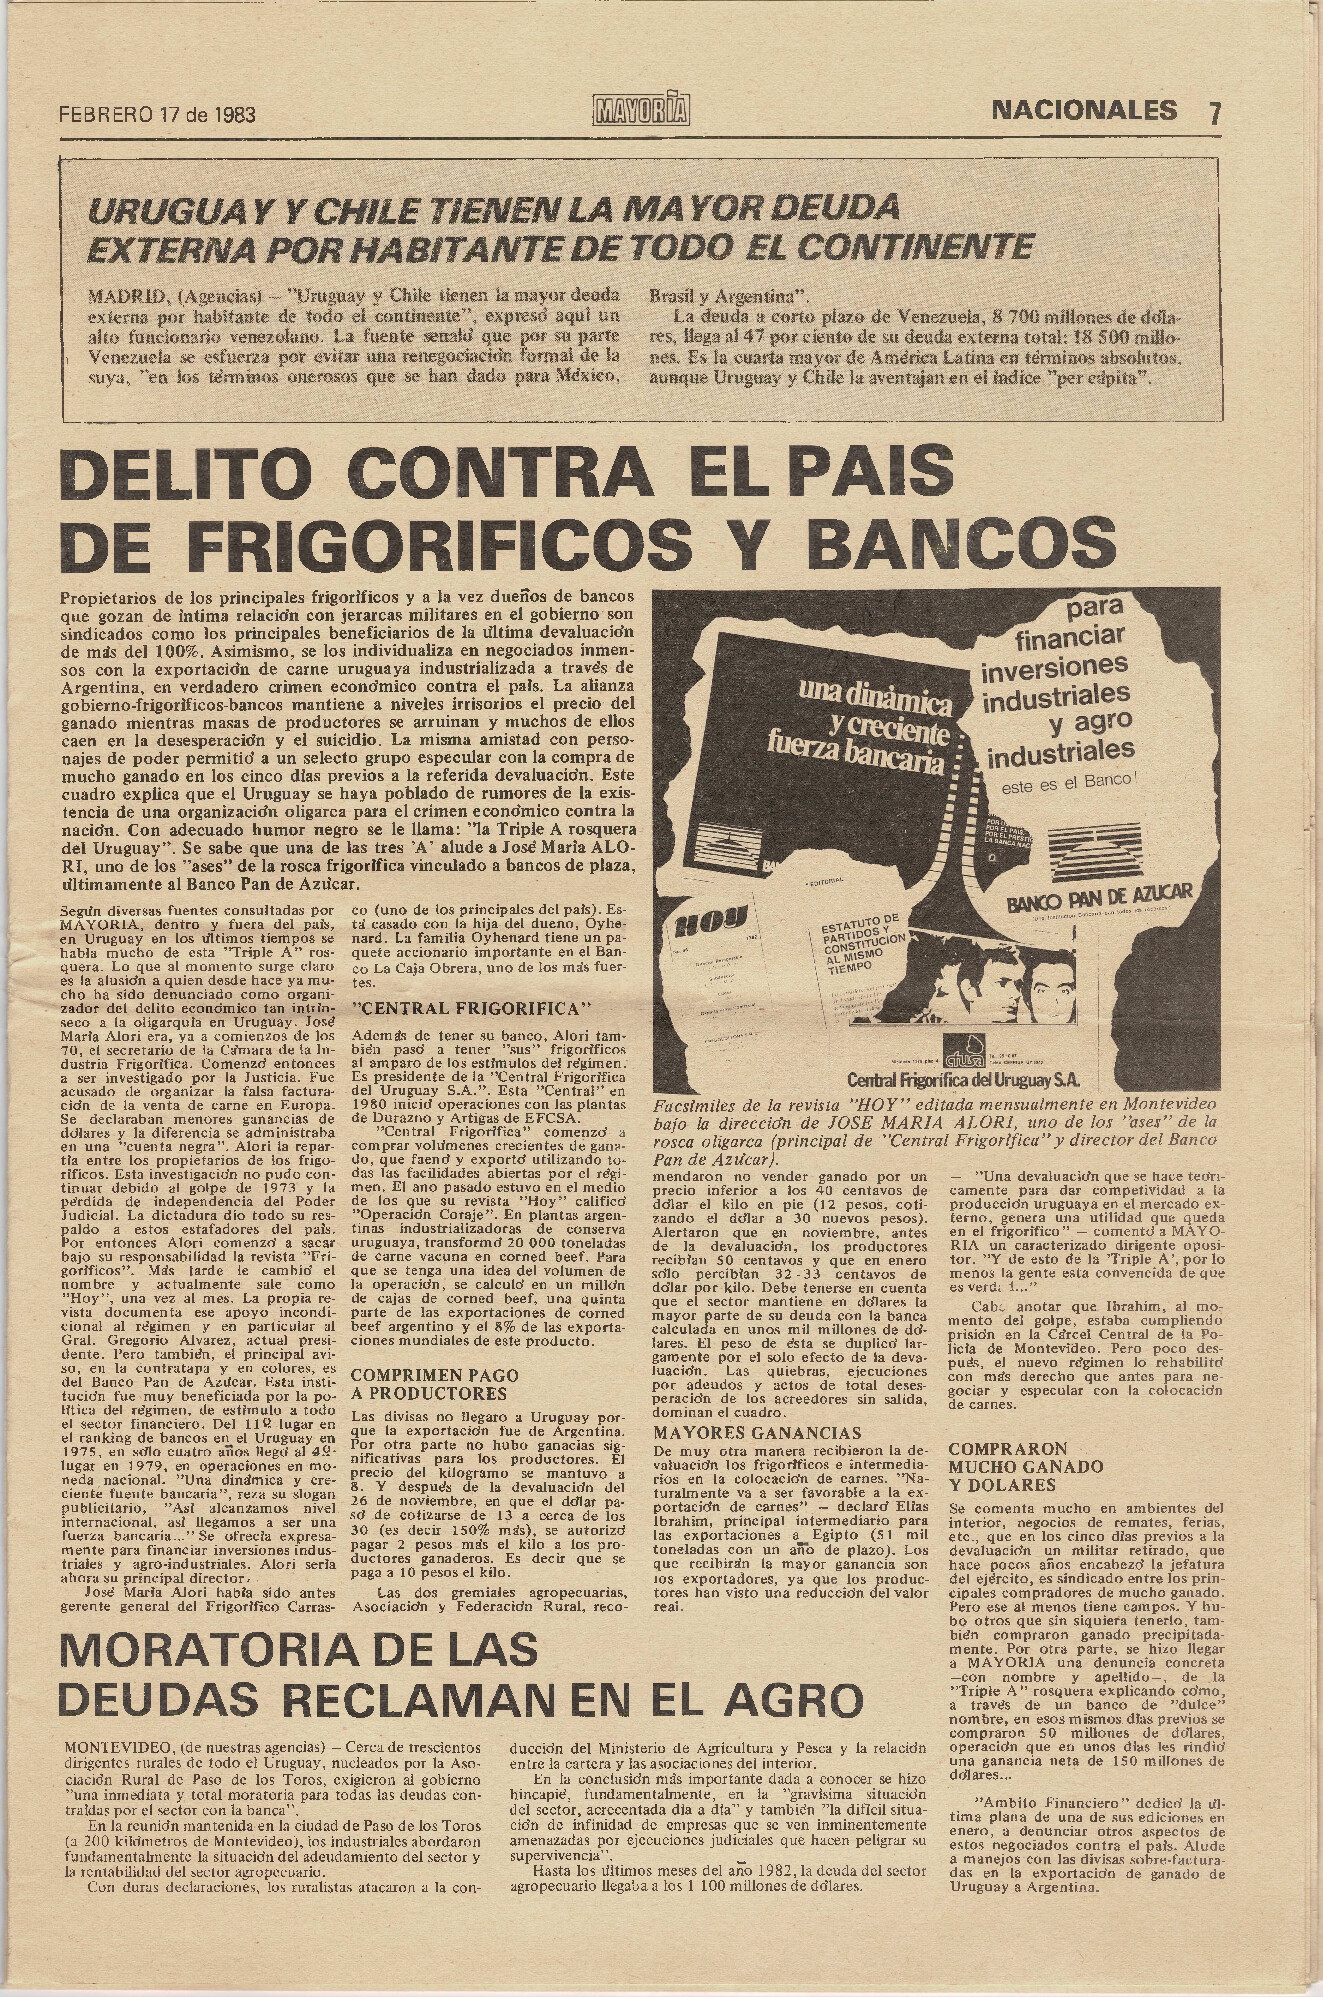 FEBRERO 17 de 1983
MAYORÍA
NACIONALES 7
URUGUAY Y CHILE TIENEN LA MAYOR DEUDA
EXTERNA POR HABITANTE DE TODO EL CONTINENTE
MADRID, (Agencias) — "Uruguay y Chile tienen la mayor deuda
externa por habitante de todo el continente", expresó aquí un
alto funcionario venezolano. La fuente señaló que por su parte
Venezuela se esfuerza por evitar una renegociación formal de la
suya, "en los términos onerosos que se han dado para México,
Brasil y Argentina".
La deuda a corto plazo de Venezuela, 8 700 millones de dóla-
res, llega al 47 por ciento de su deuda externa total: 18 500 millo-
nes. Es la cuarta mayor de América Latina en términos absolutos,
aunque Uruguay y Chile la aventajan en el índice "per cápita".
DELITO CONTRA EL PAIS
DE FRIGORIFICOS Y BANCOS
Propietarios de los principales frigoríficos y a la vez dueños de bancos
que gozan de íntima relación con jerarcas militares en el gobierno son
sindicados como los principales beneficiarios de la última devaluación
de más del 100%. Asimismo, se los individualiza en negociados inmen-
sos con la exportación de carne uruguaya industrializada a través de
Argentina, en verdadero crimen económico contra el país. La alianza
gobierno-frigoríficos-bancos mantiene a niveles irrisorios el precio del
ganado mientras masas de productores se arruinan y muchos de ellos
caen en la desesperación y el suicidio. La misma amistad con perso-
najes de poder permitió a un selecto grupo especular con la compra de
mucho ganado en los cinco días previos a la referida devaluación. Este
cuadro explica que el Uruguay se haya poblado de rumores de la exis-
tencia de una organización oligarca para el crimen económico contra la
nación. Con adecuado humor negro se le llama: "la Triple A rosquera
del Uruguay". Se sabe que una de las tres 'A' alude a José María ALO-
RI, uno de los "ases" de la rosca frigorífica vinculado a bancos de plaza,
últimamente al Banco Pan de Azúcar.
Según diversas fuentes consultadas por
MAYORIA, dentro y fuera del país,
en Uruguay en los últimos tiempos se
habla mucho de esta "Triple A" ros-
quera. Lo que al momento surge claro
es la alusión a quien desde hace ya mu-
cho ha sido denunciado como organi-
zador del delito económico tan intrín-
seco a la oligarquía en Uruguay. José
María Alori era, ya a comienzos de los
70, el secretario de la Cámara de la In-
dustria Frigorífica. Comenzó entonces
a ser investigado por la Justicia. Fue
acusado de organizar la falsa factura-
ción de la venta de carne en Europa.
Se declaraban menores ganancias de
dólares y la diferencia se administraba
en una "cuenta negra". Alori la repar-
tía entre los propietarios de los frigo-
ríficos. Esta investigación no pudo con-
tinuar debido al golpe de 1973 y la
pérdida de independencia del Poder
Judicial. La dictadura dio todo su res-
paldo a estos estafadores del país.
Por entonces Alori comenzó a sacar
bajo su responsabilidad la revista "Fri-
goríficos". Más tarde le cambió el
nombre y actualmente sale como
"Hoy", una vez al mes. La propia re-
vista documenta ese apoyo incondi-
cional al régimen y en particular al
Gral. Gregorio Alvarez, actual presi-
dente. Pero también, el principal avi-
so, en la contratapa y en colores, es
del Banco Pan de Azúcar. Esta insti-
tución fue muy beneficiada por la po-
lítica del régimen, de estímulo a todo
el sector financiero. Del 11º lugar en
el ranking de bancos en el Uruguay en
1975, en sólo cuatro años llegó al 4º
lugar en 1979, en operaciones en mo-
neda nacional. "Una dinámica y cre-
ciente fuente bancaria", reza su slogan
publicitario, "Así alcanzamos nivel
internacional, así llegamos a ser una
fuerza bancaria..." Se ofrecía expresa-
mente para financiar inversiones indus-
triales y agro-industriales. Alori sería
ahora su principal director.
José María Alori había sido antes
gerente general del Frigorífico Carras-
co (uno de los principales del país). Es-
tá casado con la hija del dueño, Oyhe-
nard. La familia Oyhenard tiene un pa-
quete accionario importante en el Ban-
co La Caja Obrera, uno de los más fuer-
tes.
"CENTRAL FRIGORIFICA"
Además de tener su banco, Alori tam-
bién pasó a tener "sus" frigoríficos
al amparo de los estímulos del régimen.
Es presidente de la "Central Frigorífica
del Uruguay S.A.". Esta "Central" en
1980 inició operaciones con las plantas
de Durazno y Artigas de EFCSA.
"Central Frigorífica" comenzó a
comprar volúmenes crecientes de gana-
do, que faenó y exportó utilizando to-
das las facilidades abiertas por el régi-
men. El año pasado estuvo en el medio
de los que su revista "Hoy" calificó
"Operación Coraje". En plantas argen-
tinas industrializadoras de conserva
uruguaya, transformó 20 000 toneladas
de carne vacuna en corned beef. Para
que se tenga una idea del volumen de
la operación, se calculó en un millón
de cajas de corned beef, una quinta
parte de las exportaciones de corned
beef argentino y el 8% de las exporta-
ciones mundiales de este producto.
COMPRIMEN PAGO
A PRODUCTORES
Las divisas no llegaro a Uruguay por-
que la exportación fue de Argentina.
Por otra parte no hubo ganacias sig-
nificativas para los productores. El
precio del kilogramo se mantuvo a
8. Y después de la devaluación del
26 de noviembre, en que el dólar pa-
só de cotizarse de 13 a cerca de los
30 (es decir 150% más), se autorizó
pagar 2 pesos más el kilo a los pro-
ductores ganaderos. Es decir que se
paga a 10 pesos el kilo.
Las dos gremiales agropecuarias,
Asociación y Federación Rural, reco-
una dinámica
y creciente
fuerza bancaria
para
financiar
inversiones
industriales
y agro
industriales
este es el Banco!
BANCO PAN DE AZUCAR
HOY
EDITORIAL
ESTATUTO DE
PARTIDOS Y
CONSTITUCION
AL MISMO
TIEMPO
cfusa
Central Frigorífica del Uruguay S.A.
Facsímiles de la revista "HOY" editada mensualmente en Montevideo
bajo la dirección de JOSE MARIA ALORI, uno de los "ases" de la
rosca oligarca (principal de "Central Frigorífica" y director del Banco
Pan de Azúcar).
mendaron no vender ganado por un
precio inferior a los 40 centavos de
dólar el kilo en pie (12 pesos, coti-
zando el dólar a 30 nuevos pesos).
Alertaron que en noviembre, antes
de la devaluación, los productores
recibían 50 centavos y que en enero
sólo percibían 32-33 centavos de
dólar por kilo. Debe tenerse en cuenta
que el sector mantiene en dólares la
mayor parte de su deuda con la banca
calculada en unos mil millones de dó-
lares. El peso de ésta se duplicó lar-
gamente por el solo efecto de la deva-
luación. Las quiebras, ejecuciones
por adeudos y actos de total deses-
peración de los acreedores sin salida,
dominan el cuadro.
MAYORES GANANCIAS
De muy otra manera recibieron la de-
valuación los frigoríficos e intermedia-
rios en la colocación de carnes. "Na-
turalmente va a ser favorable a la ex-
portación de carnes" — declaró Elías
Ibrahim, principal intermediario para
las exportaciones a Egipto (51 mil
toneladas con un año de plazo). Los
que recibirán la mayor ganancia son
los exportadores, ya que los produc-
tores han visto una reducción del valor
real.
— "Una devaluación que se hace teóri-
camente para dar competividad a la
producción uruguaya en el mercado ex-
terno, genera una utilidad que queda
en el frigorífico" — comentó a MAYO-
RIA un caracterizado dirigente oposi-
tor. "Y de esto de la 'Triple A', por lo
menos la gente esta convencida de que
es verd
Cabe anotar que Ibrahim, al mo-
mento del golpe, estaba cumpliendo
prisión en la Cárcel Central de la Po-
licía de Montevideo. Pero poco des-
pués, el nuevo régimen lo rehabilitó
con más derecho que antes para ne-
gociar y especular con la colocación
de carnes.
COMPRARON
MUCHO GANADO
Y DOLARES
Se comenta mucho en ambientes del
interior, negocios de remates, ferias,
etc., que en los cinco días previos a la
devaluación un militar retirado, que
hace pocos años encabezó la jefatura
del ejército, es sindicado entre los prin-
cipales compradores de mucho ganado.
Pero ese al menos tiene campos. Y hu-
bo otros que sin siquiera tenerlo, tam-
bién compraron ganado precipitada-
mente. Por otra parte, se hizo llegar
a MAYORIA una denuncia concreta
—con nombre y apellido—, de la
"Triple A" rosquera explicando cómo,
a través de un banco de "dulce"
nombre, en esos mismos días previos se
compraron 50 millones de dólares,
operación que en unos días les rindió
una ganancia neta de 150 millones de
dólares...
"Ambito Financiero" dedicó la úl-
tima plana de una de sus ediciones en
enero, a denunciar otros aspectos de
estos negociados contra el país. Alude
a manejos con las divisas sobre-factura-
das en la exportación de ganado de
Uruguay a Argentina.
MORATORIA DE LAS
DEUDAS RECLAMAN EN EL AGRO
MONTEVIDEO, (de nuestras agencias) — Cerca de trescientos
dirigentes rurales de todo el Uruguay, nucleados por la Aso-
ciación Rural de Paso de los Toros, exigieron al gobierno
"una inmediata y total moratoria para todas las deudas con-
traídas por el sector con la banca".
En la reunión mantenida en la ciudad de Paso de los Toros
(a 200 kilómetros de Montevideo), los industriales abordaron
fundamentalmente la situación del adeudamiento del sector y
la rentabilidad del sector agropecuario.
Con duras declaraciones, los ruralistas atacaron a la con-
ducción del Ministerio de Agricultura y Pesca y la relación
entre la cartera y las asociaciones del interior.
En la conclusión más importante dada a conocer se hizo
hincapié, fundamentalmente, en la "gravísima situación
del sector, acrecentada día a día" y también "la difícil situa-
ción de infinidad de empresas que se ven inminentemente
amenazadas por ejecuciones judiciales que hacen peligrar su
supervivencia".
Hasta los últimos meses del año 1982, la deuda del sector
agropecuario llegaba a los 1 100 millones de dólares.